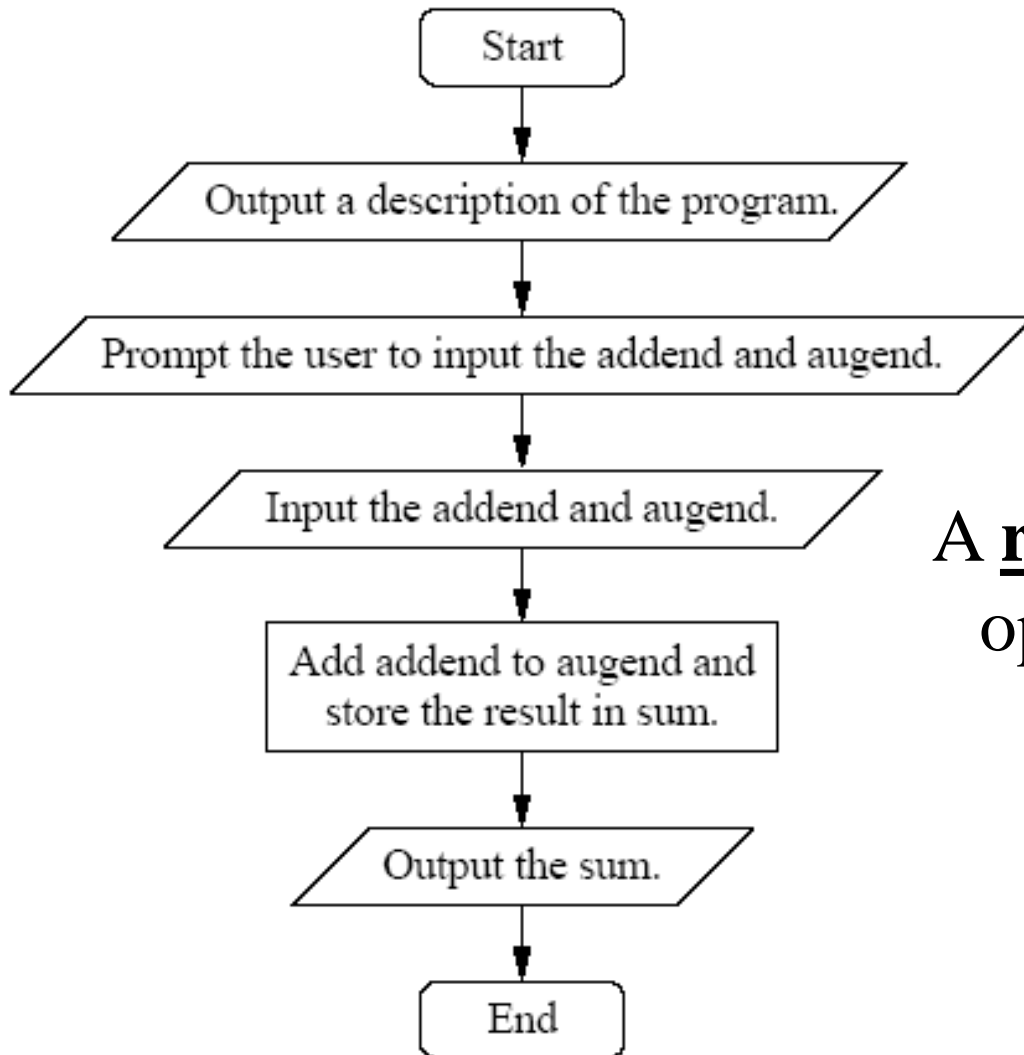 Start
Output a description of the program.
Prompt the user to input the addend and augend.
Input the addend and augend.
A
Add addend to augend and
store the result in sum.
Output the sum.
End